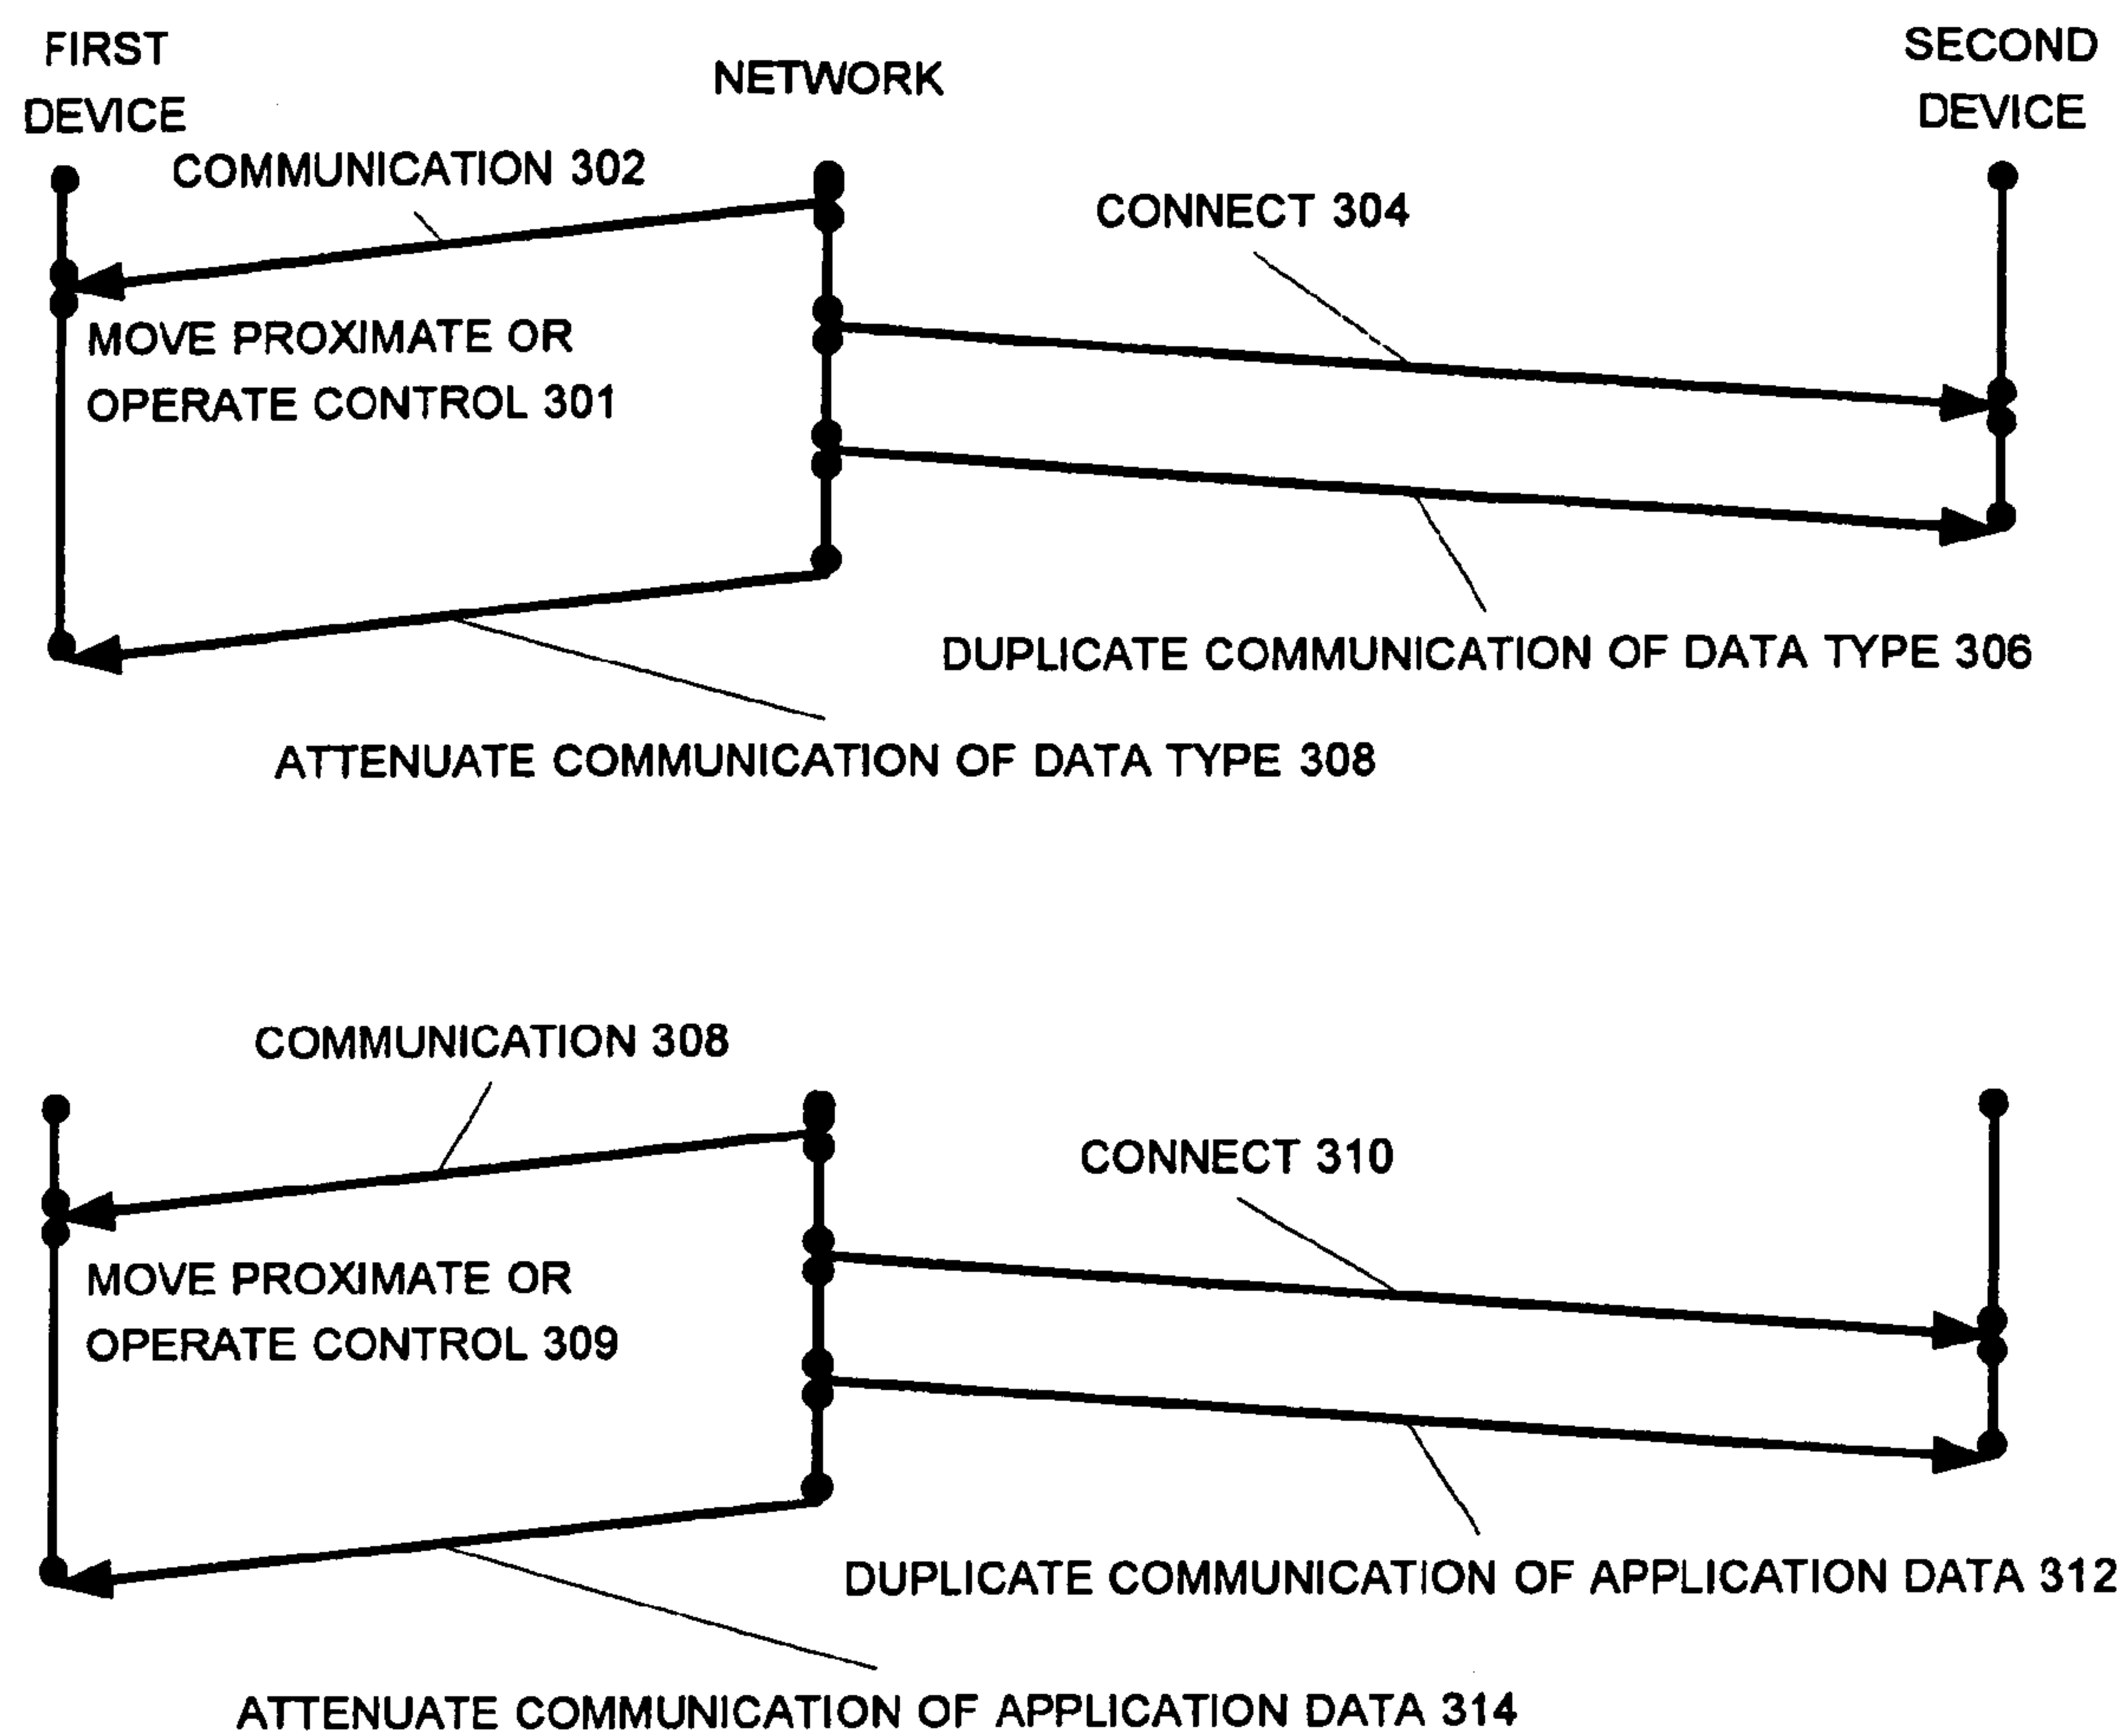 FIRST
DEVICE
NETWORK
SECOND
DEVICE
COMMUNICATION 302
CONNECT 304
MOVE PROXIMATE OR
OPERATE CONTROL 301
DUPLICATE COMMUNICATION OF DATA TYPE 306
ATTENUATE COMMUNICATION OF DATA TYPE 308
COMMUNICATION 308
CONNECT 310
MOVE PROXIMATE OR
OPERATE CONTROL 309
DUPLICATE COMMUNICATION OF APPLICATION DATA 312
ATTENUATE COMMUNICATION OF APPLICATION DATA 314